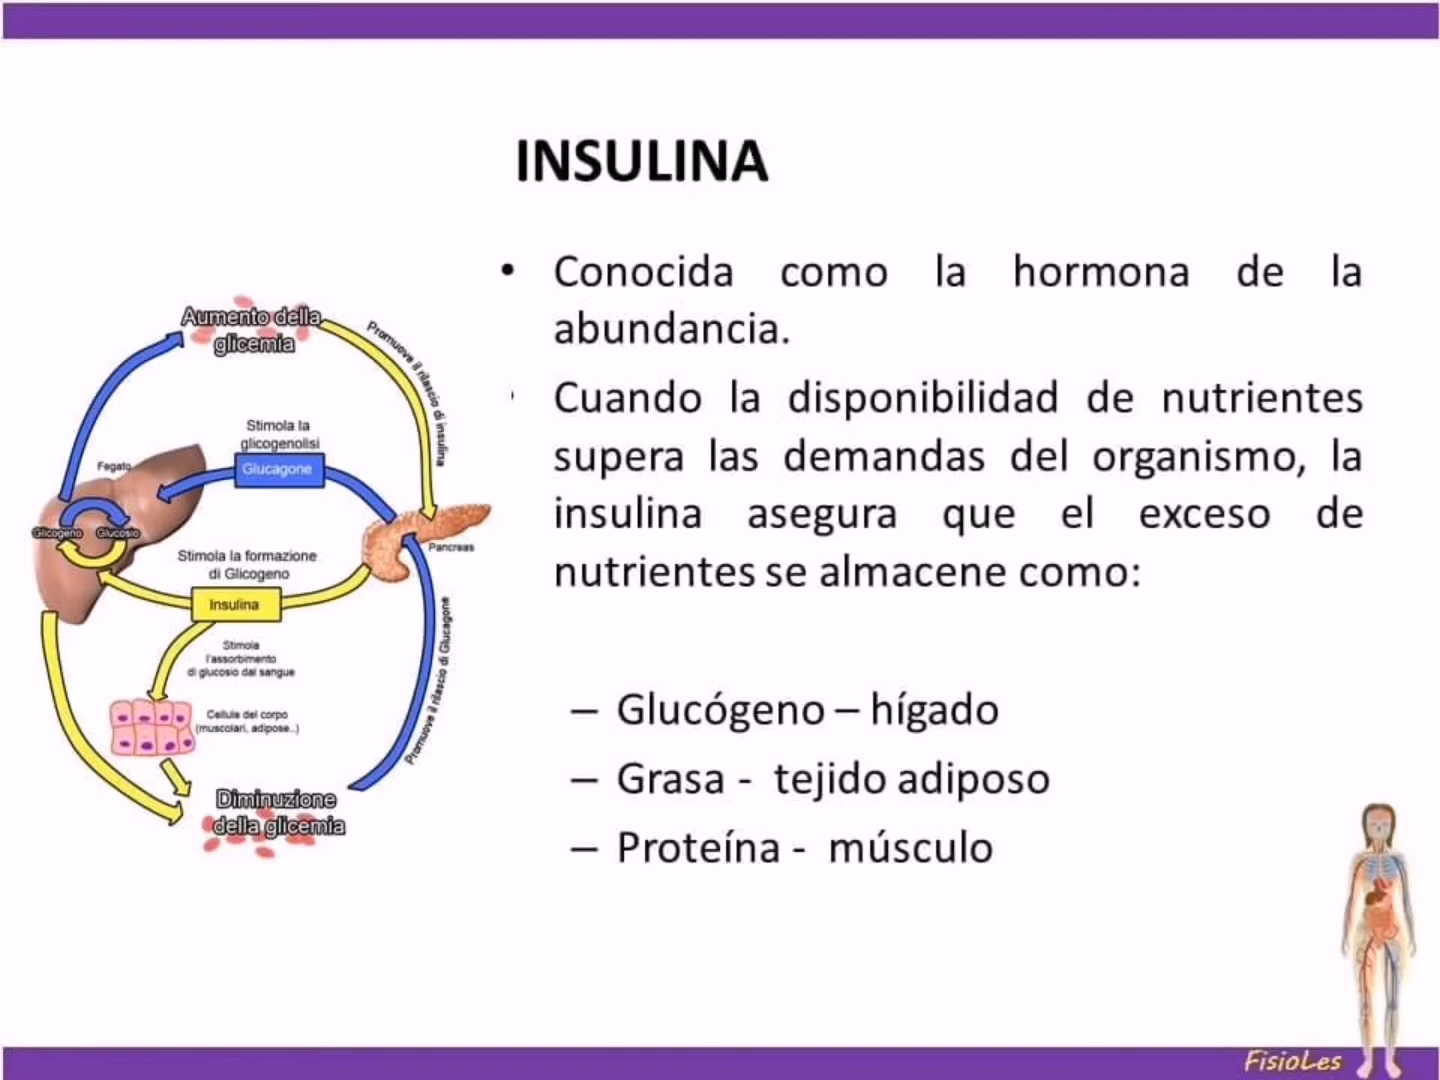 INSULINA
• Conocida como la hormona de la
abundancia.
Cuando la disponibilidad de nutrientes
supera las demandas del organismo, la
insulina asegura que el exceso de
nutrientes se almacene como:
– Glucógeno – hígado
– Grasa - tejido adiposo
– Proteína - músculo
Aumento della
glicemia
Promuove il rilascio di insulina
Stimola la
glicogenolisi
Glucagone
Fegato
Glicogeno Glucosio
Pancreas
Stimola la formazione
di Glicogeno
Insulina
Stimola
l'assorbimento
di glucosio dal sangue
Promuove il rilascio di Glucagone
Cellule del corpo
(muscolari, adipose..)
Diminuzione
della glicemia
FisioLes